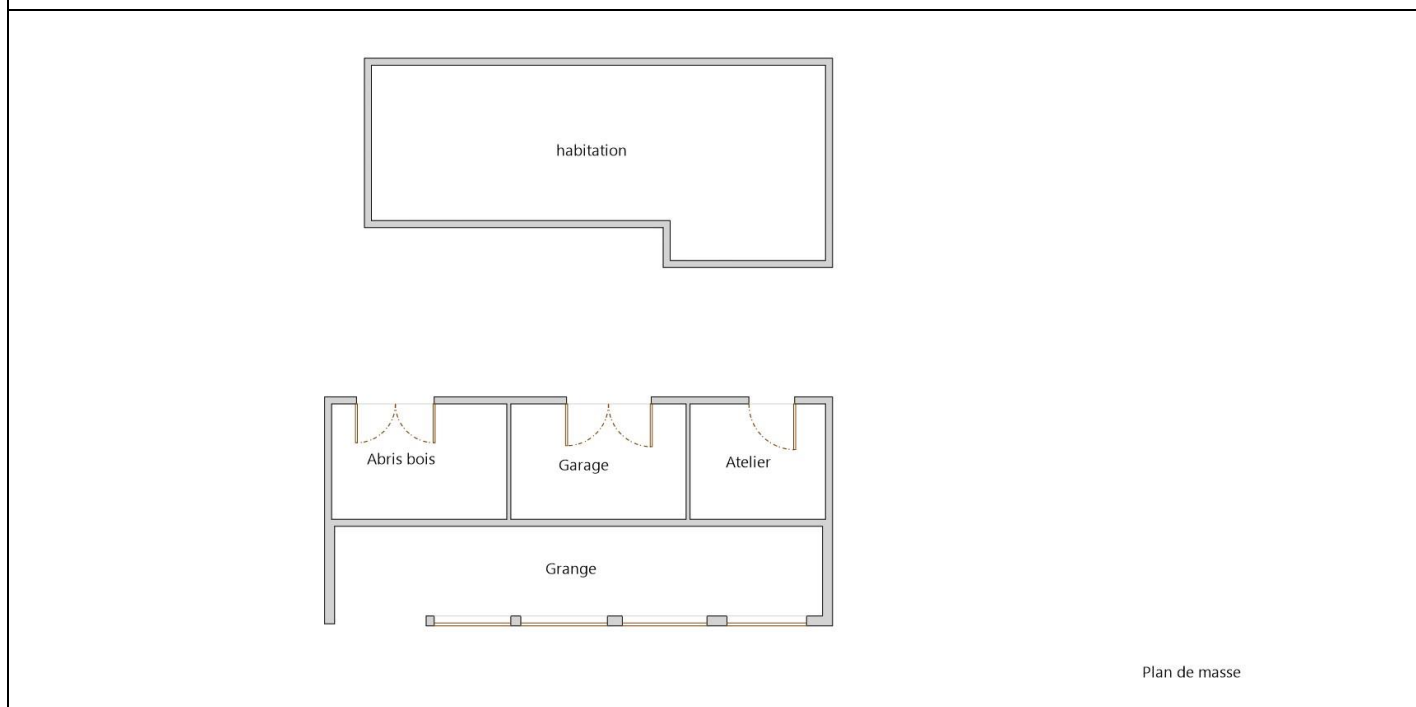 habitation
Abris bois
Garage
Atelier
Grange
Plan de masse